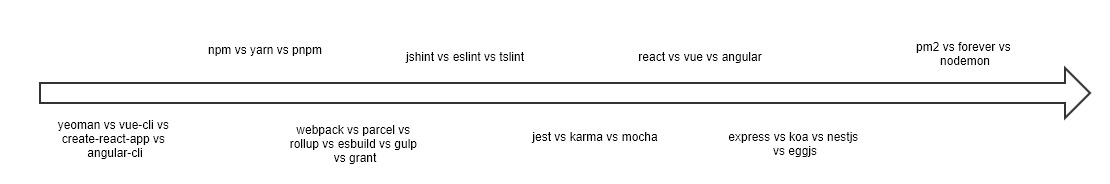 npm vs yarn vs pnpm
jshint vs eslint vs tslint
react vs vue vs angular
pm2 vs forever vs
nodemon
yeoman vs vue-cli vs
create-react-app vs
angular-cli
webpack vs parcel vs
rollup vs esbuild vs gulp
vs grant
jest vs karma vs mocha
express vs koa vs nestjs
vs eggjs